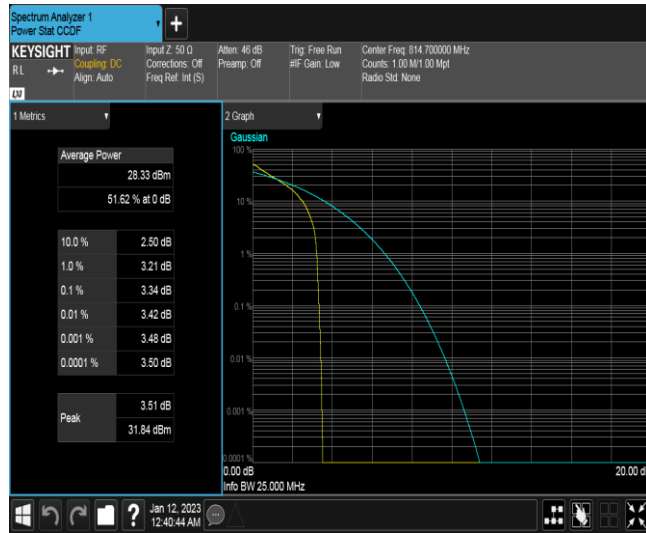 Spectrum Analyzer 1
Power Stat CCDF
+
KEYSIGHT
RL
LXI
Input: RF
Coupling: DC
Align: Auto
Input Z: 50 Ω
Corrections: Off
Freq Ref: Int (S)
Atten: 46 dB
Preamp: Off
Trig: Free Run
#IF Gain: Low
Center Freq: 814.700000 MHz
Counts: 1.00 M/1.00 Mpt
Radio Std: None
1 Metrics
Average Power
28.33 dBm
51.62 % at 0 dB
10.0 % 2.50 dB
1.0 % 3.21 dB
0.1 % 3.34 dB
0.01 % 3.42 dB
0.001 % 3.48 dB
0.0001 % 3.50 dB
Peak
3.51 dB
31.84 dBm
2 Graph
Gaussian
100 %
10 %
1 %
0.1 %
0.01 %
0.001 %
0.0001 %
0.00 dB 20.00 d
Info BW 25.000 MHz
?
Jan 12, 2023
12:40:44 AM